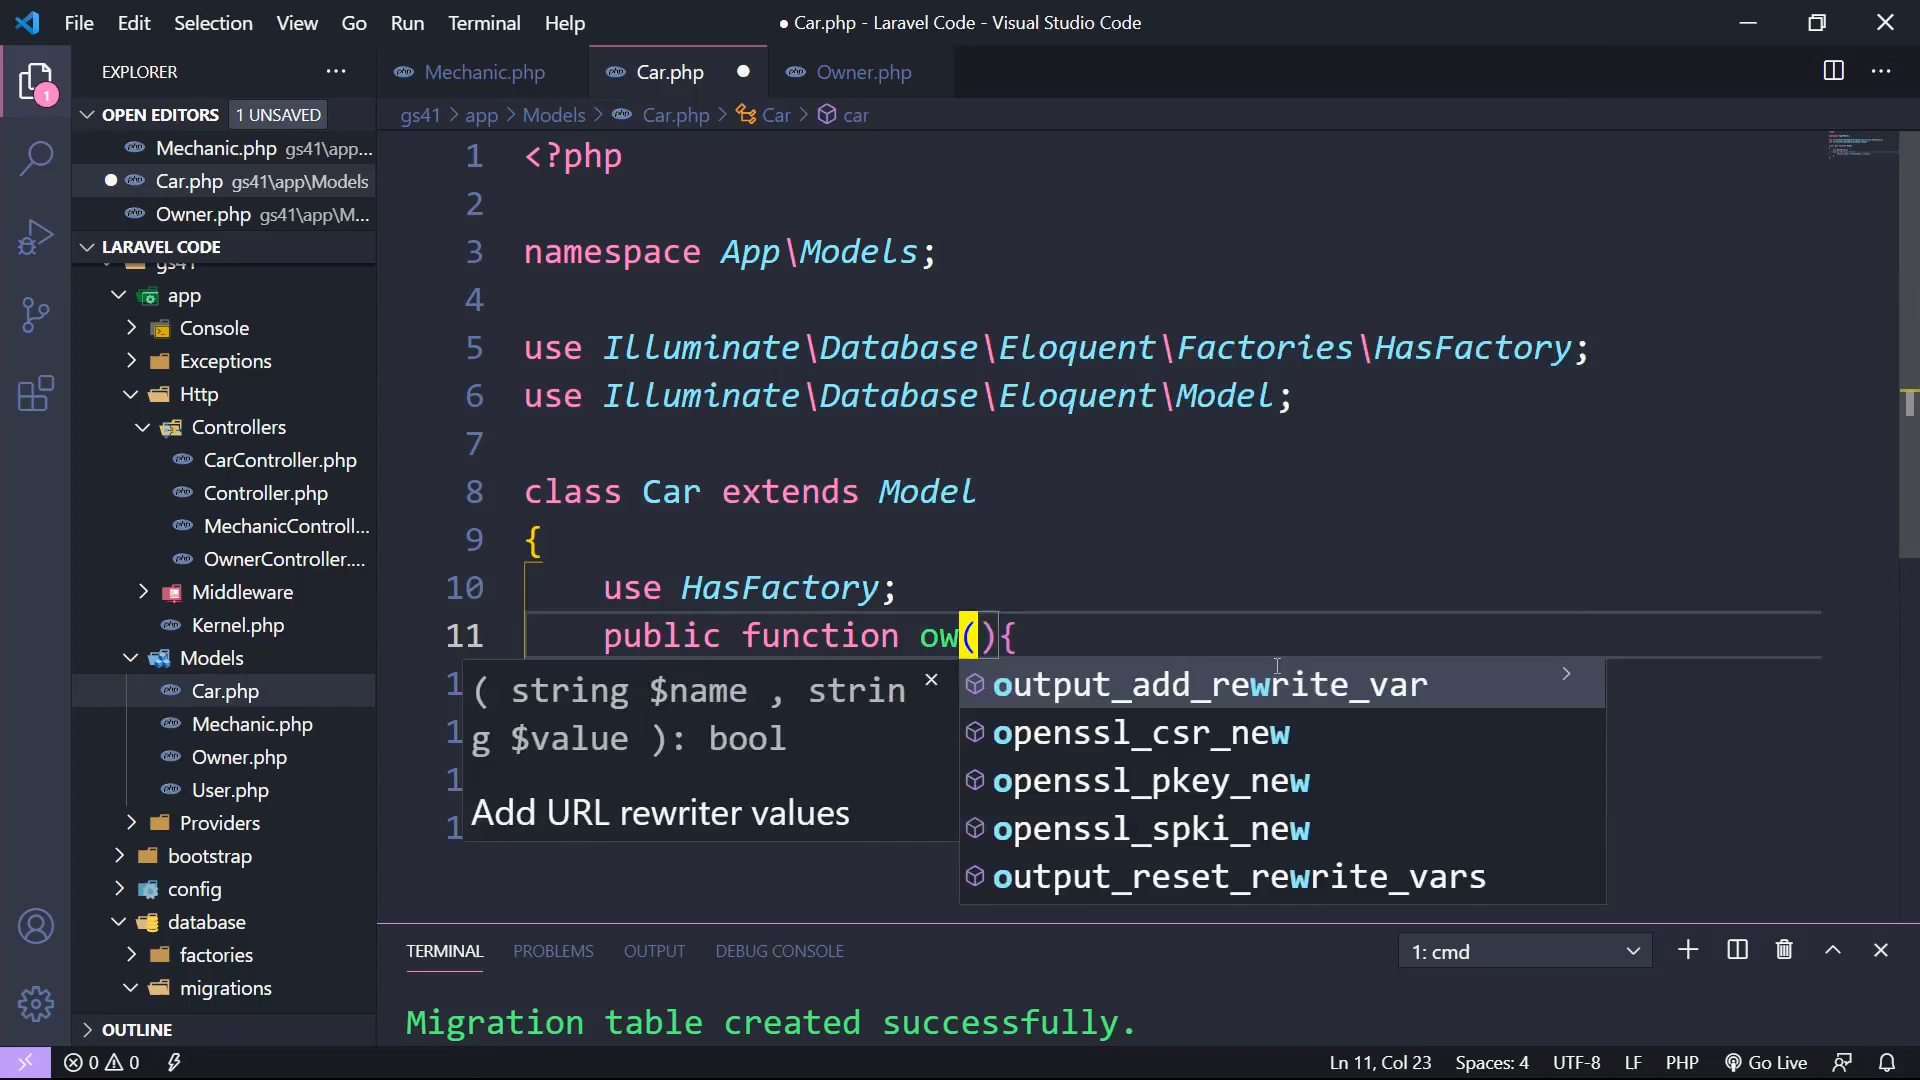 File Edit Selection View Go Run Terminal Help
● Car.php - Laravel Code - Visual Studio Code
EXPLORER
1
OPEN EDITORS 1 UNSAVED
Mechanic.php gs41\app...
Car.php gs41\app\Models
Owner.php gs41\app\M...
LARAVEL CODE
gs41
app
Console
Exceptions
Http
Controllers
CarController.php
Controller.php
MechanicControll...
OwnerController....
Middleware
Kernel.php
Models
Car.php
Mechanic.php
Owner.php
User.php
Providers
bootstrap
config
database
factories
migrations
OUTLINE
Mechanic.php Car.php Owner.php
gs41 > app > Models > Car.php > Car > car
1 <?php
2
3 namespace App\Models;
4
5 use Illuminate\Database\Eloquent\Factories\HasFactory;
6 use Illuminate\Database\Eloquent\Model;
7
8 class Car extends Model
9 {
10 use HasFactory;
11 public function ow(){
( string $name , strin
g $value ): bool
Add URL rewriter values
output_add_rewrite_var
openssl_csr_new
openssl_pkey_new
openssl_spki_new
output_reset_rewrite_vars
TERMINAL PROBLEMS OUTPUT DEBUG CONSOLE 1: cmd
Migration table created successfully.
0 0 Ln 11, Col 23 Spaces: 4 UTF-8 LF PHP Go Live